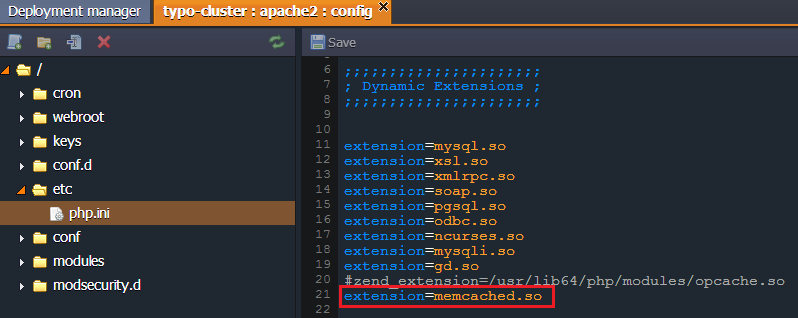 Deployment manager
typo-cluster : apache2 : config
Save
/
cron
webroot
keys
conf.d
etc
php.ini
conf
modules
modsecurity.d
6 ;;;;;;;;;;;;;;;;;;;;;;
7 ; Dynamic Extensions ;
8 ;;;;;;;;;;;;;;;;;;;;;;
9
10
11 extension=mysql.so
12 extension=xsl.so
13 extension=xmlrpc.so
14 extension=soap.so
15 extension=pgsql.so
16 extension=odbc.so
17 extension=ncurses.so
18 extension=mysqli.so
19 extension=gd.so
20 #zend_extension=/usr/lib64/php/modules/opcache.so
21 extension=memcached.so
22